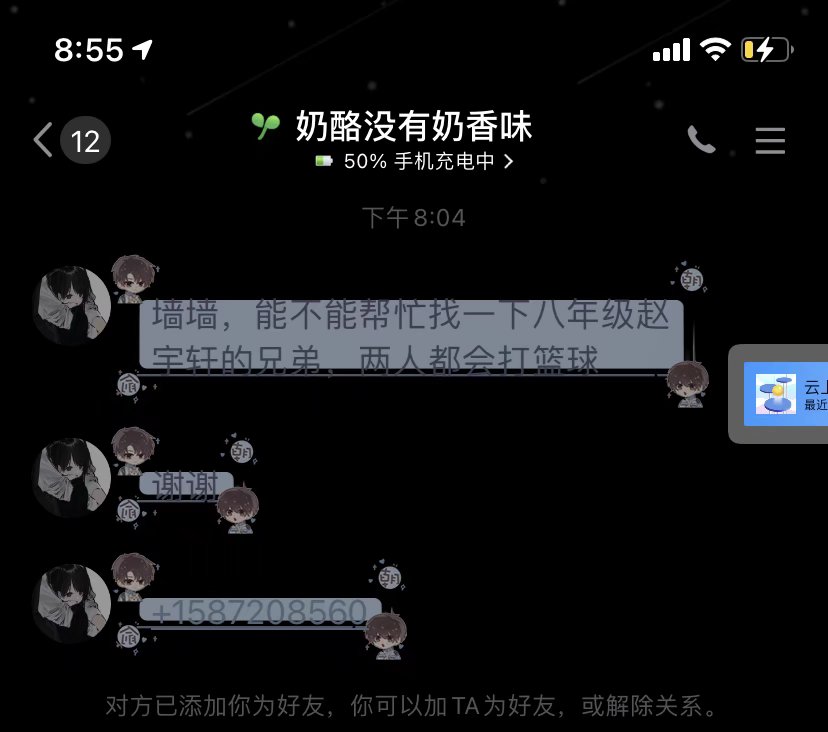 8:55
12
奶酪没有奶香味
50% 手机充电中
下午 8:04
墙墙，能不能帮忙找一下八年级赵
宇轩的兄弟，两人都会打篮球
谢谢
+1587208560
云上
最近
对方已添加你为好友，你可以加TA为好友，或解除关系。